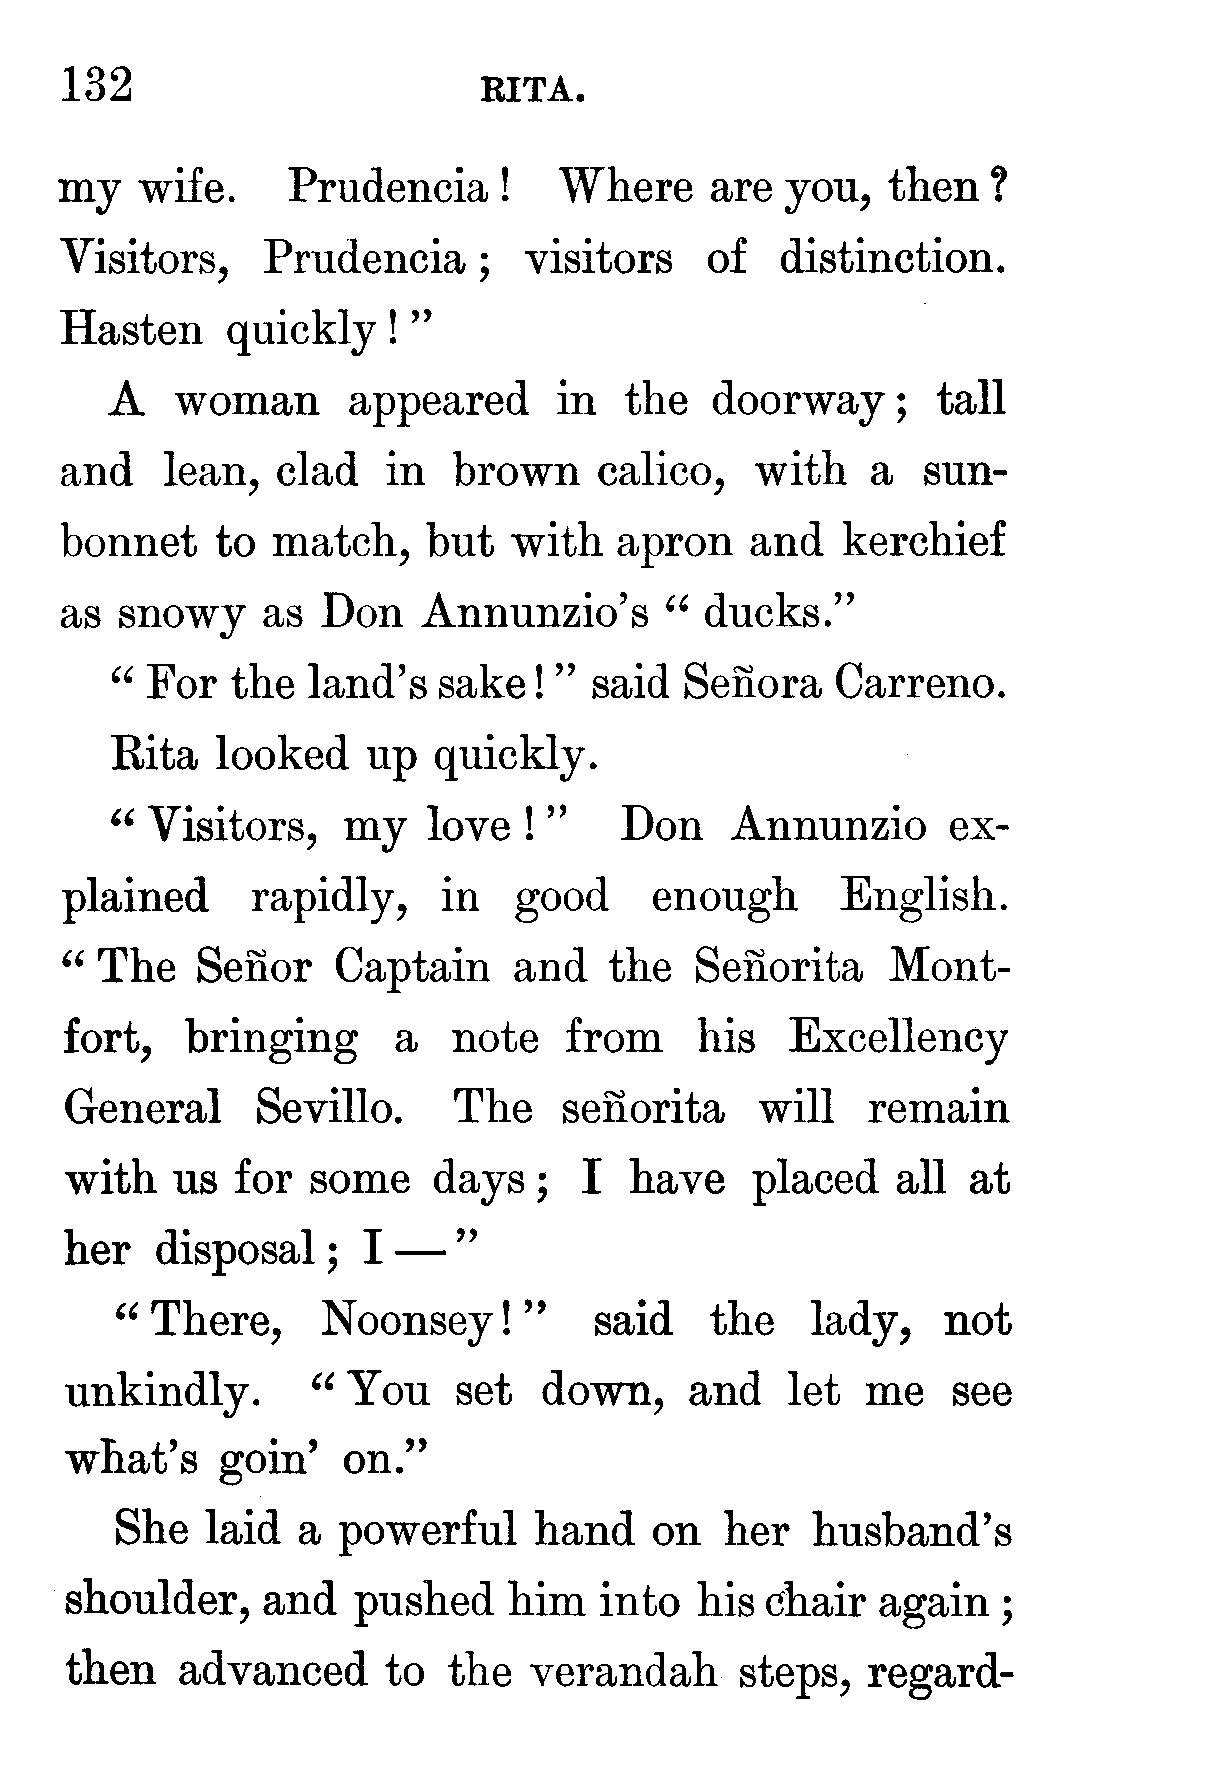 132 RITA.
my wife. Prudencia! Where are you, then?
Visitors, Prudencia; visitors of distinction.
Hasten quickly!”
A woman appeared in the doorway; tall
and lean, clad in brown calico, with a sun-
bonnet to match, but with apron and kerchief
as snowy as Don Annunzio’s “ducks.”
“For the land’s sake!” said Señora Carreno.
Rita looked up quickly.
“Visitors, my love!” Don Annunzio ex-
plained rapidly, in good enough English.
“The Señor Captain and the Señorita Mont-
fort, bringing a note from his Excellency
General Sevillo. The señorita will remain
with us for some days; I have placed all at
her disposal; I—”
“There, Noonsey!” said the lady, not
unkindly. “You set down, and let me see
what’s goin’ on.”
She laid a powerful hand on her husband’s
shoulder, and pushed him into his chair again;
then advanced to the verandah steps, regard-